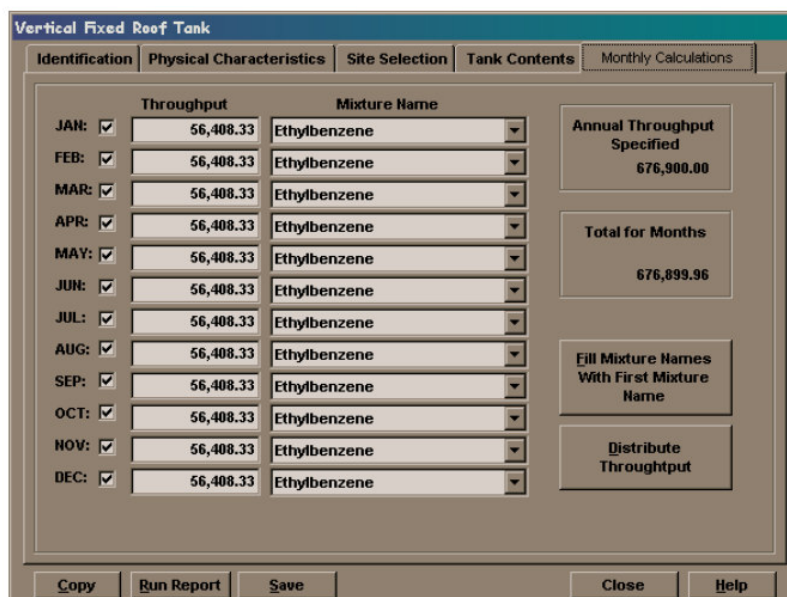 Vertical Fixed Roof Tank
Identification Physical Characteristics Site Selection Tank Contents Monthly Calculations
Throughput Mixture Name
JAN: 56,408.33 Ethylbenzene
FEB: 56,408.33 Ethylbenzene
MAR: 56,408.33 Ethylbenzene
APR: 56,408.33 Ethylbenzene
MAY: 56,408.33 Ethylbenzene
JUN: 56,408.33 Ethylbenzene
JUL: 56,408.33 Ethylbenzene
AUG: 56,408.33 Ethylbenzene
SEP: 56,408.33 Ethylbenzene
OCT: 56,408.33 Ethylbenzene
NOV: 56,408.33 Ethylbenzene
DEC: 56,408.33 Ethylbenzene
Annual Throughput
Specified
676,900.00
Total for Months
676,899.96
Fill Mixture Names
With First Mixture
Name
Distribute
Throughtput
Copy Run Report Save Close Help